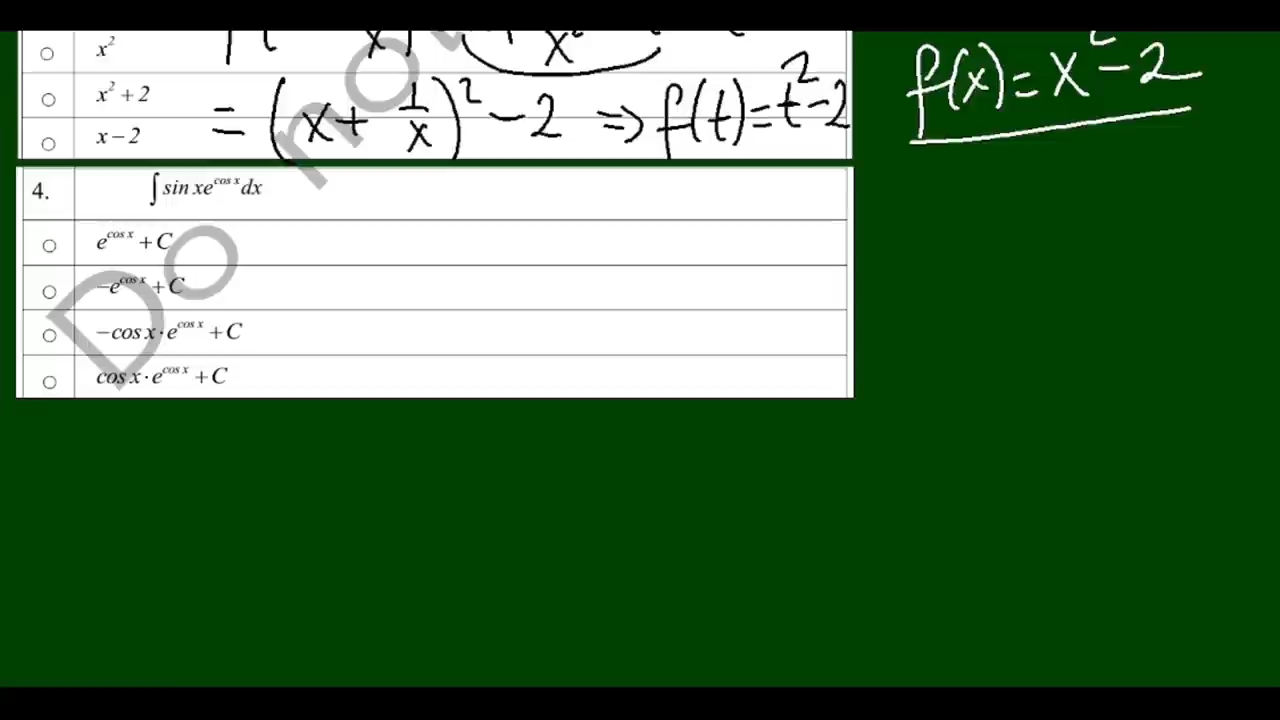 x² f(x
f(x) = x² - 2
x² + 2 = (x + 1/x)² - 2 ⇒ f(t) = t² - 2
x - 2
4. ∫ sin xe^{cos x} dx
e^{cos x} + C
-e^{cos x} + C
-cos x · e^{cos x} + C
cos x · e^{cos x} + C
Do not